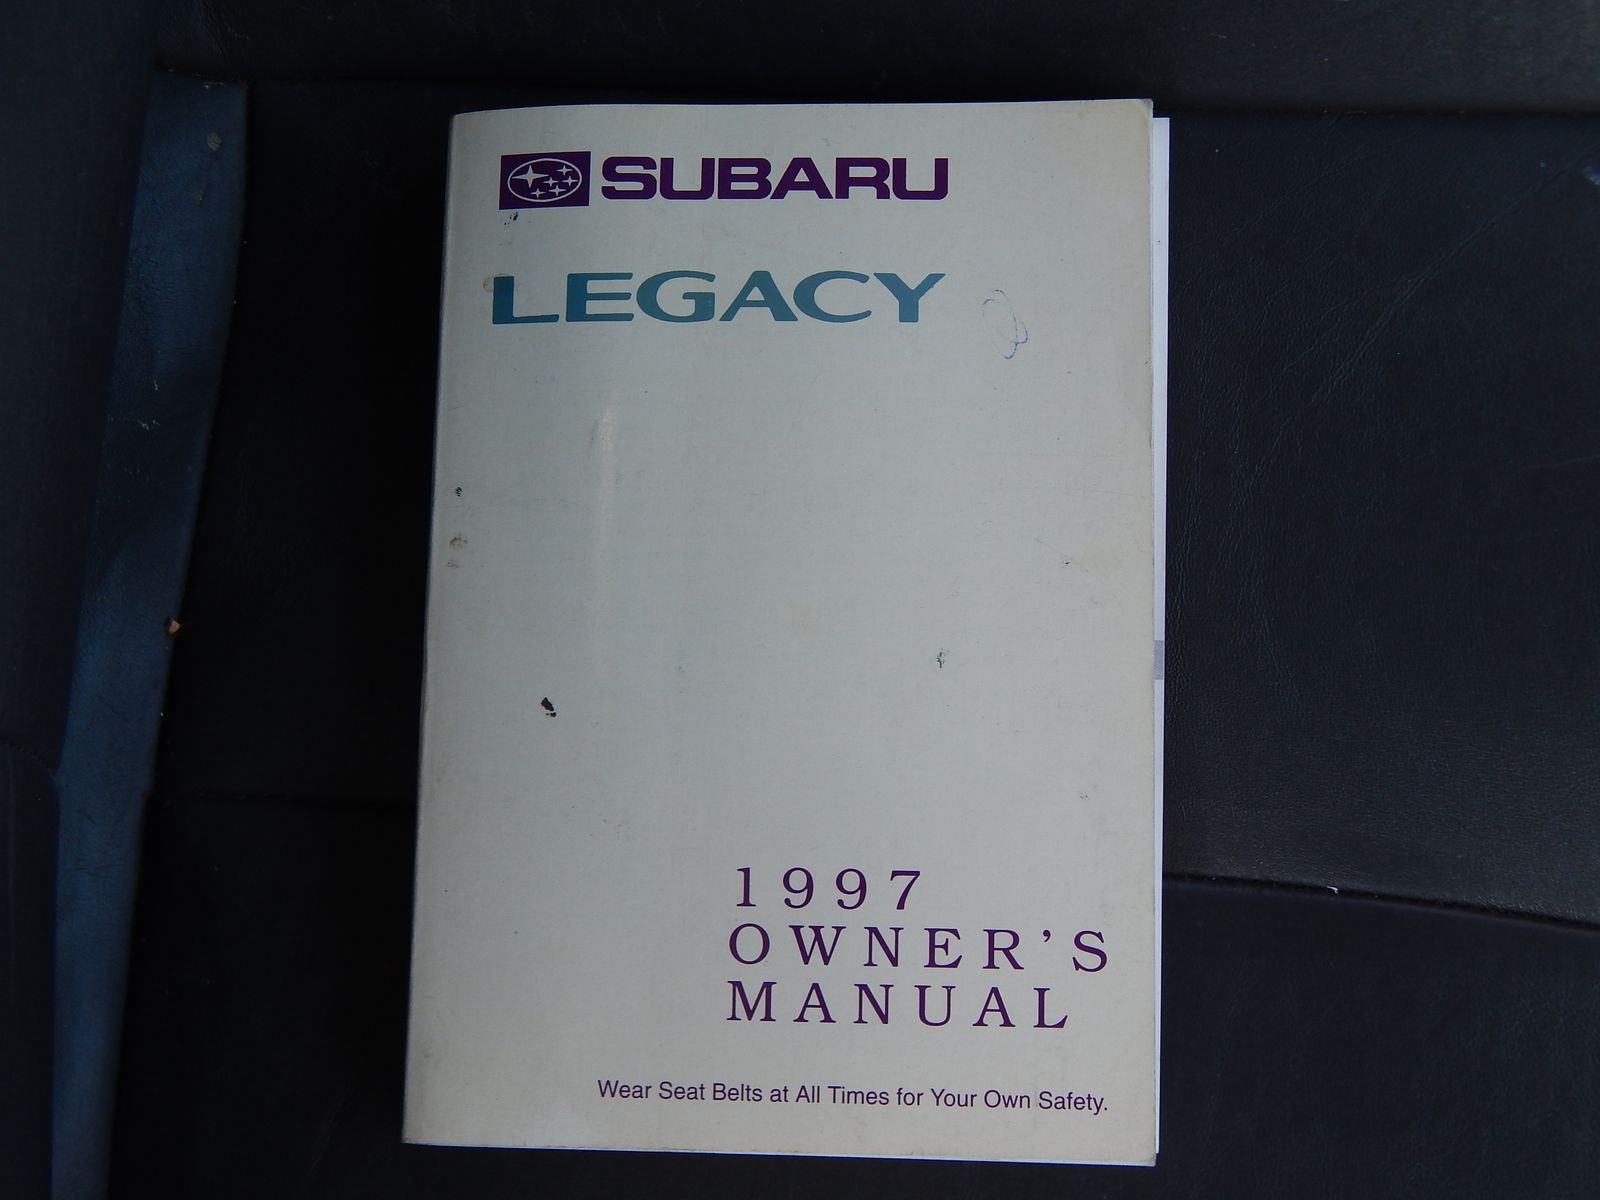 SUBARU
LEGACY
1997
OWNER'S
MANUAL
Wear Seat Belts at All Times for Your Own Safety.